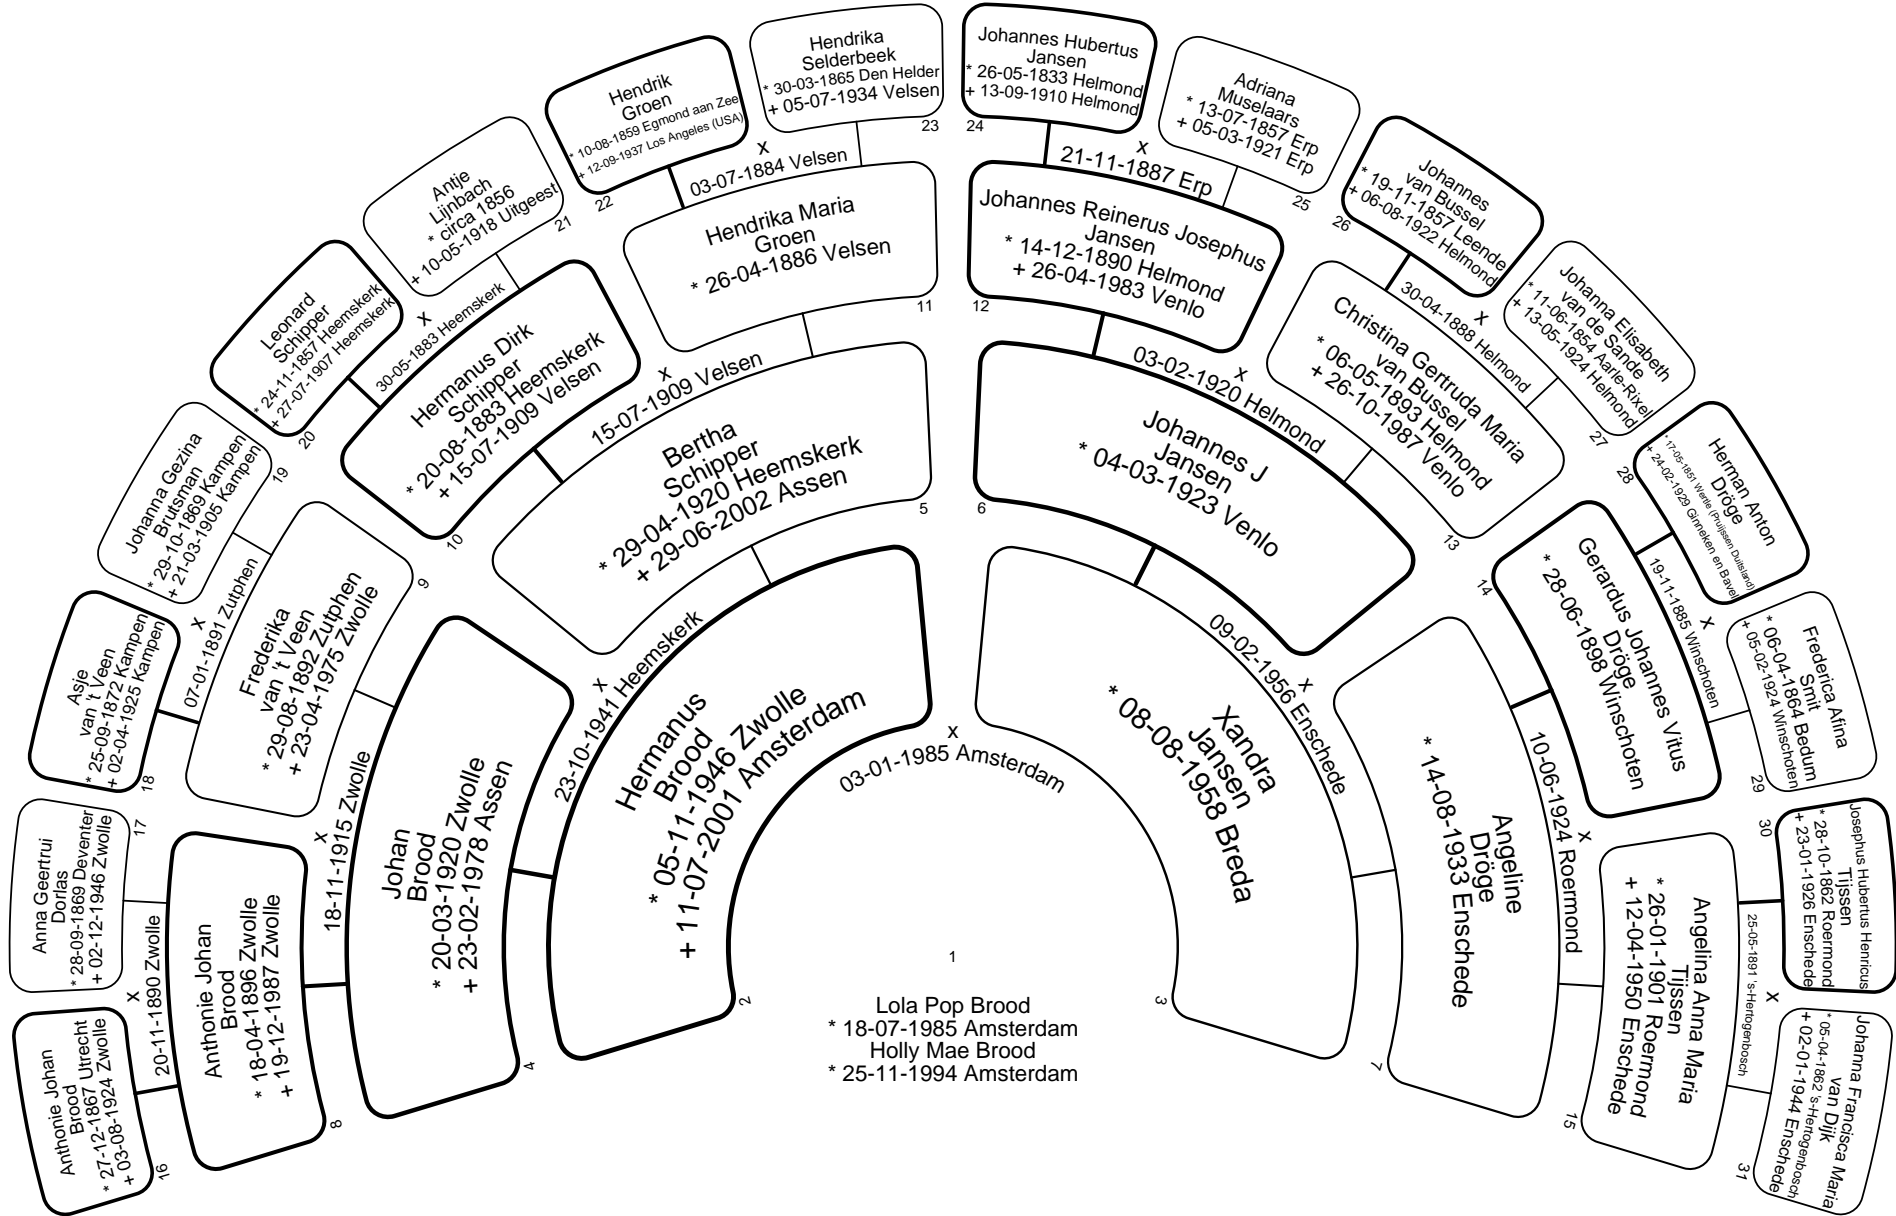 1
Lola Pop Brood
* 18-07-1985 Amsterdam
Holly Mae Brood
* 25-11-1994 Amsterdam
Hermanus
Brood
* 05-11-1946 Zwolle
+ 11-07-2001 Amsterdam
2
x
03-01-1985 Amsterdam
Xandra
Jansen
* 08-08-1958 Breda
3
Johan
Brood
* 20-03-1920 Zwolle
+ 23-02-1978 Assen
4
x
23-10-1941 Heemskerk
Bertha
Schipper
* 29-04-1920 Heemskerk
+ 29-06-2002 Assen
5
Johannes J
Jansen
* 04-03-1923 Venlo
6
x
09-02-1956 Enschede
Angeline
Dröge
* 14-08-1933 Enschede
7
Anthonie Johan
Brood
* 18-04-1896 Zwolle
+ 19-12-1987 Zwolle
8
x
18-11-1915 Zwolle
Frederika
van 't Veen
* 29-08-1892 Zutphen
+ 23-04-1975 Zwolle
9
Hermanus Dirk
Schipper
* 20-08-1883 Heemskerk
+ 15-07-1909 Velsen
10
x
15-07-1909 Velsen
Hendrika Maria
Groen
* 26-04-1886 Velsen
11
Johannes Reinerus Josephus
Jansen
* 14-12-1890 Helmond
+ 26-04-1983 Venlo
12
x
03-02-1920 Helmond
Christina Gertruda Maria
van Bussel
* 06-05-1893 Helmond
+ 26-10-1987 Venlo
13
Gerardus Johannes Vitus
Dröge
* 28-06-1898 Winschoten
14
x
10-06-1924 Roermond
Angelina Anna Maria
Tijssen
* 26-01-1901 Roermond
+ 12-04-1950 Enschede
15
Anthonie Johan
Brood
* 27-12-1867 Utrecht
+ 03-08-1924 Zwolle
16
x
20-11-1890 Zwolle
Anna Geertrui
Dorlas
* 28-09-1869 Deventer
+ 02-12-1946 Zwolle
17
Asje
van 't Veen
* 25-09-1872 Kampen
+ 02-04-1925 Kampen
18
x
07-01-1891 Zutphen
Johanna Gezina
Brutsman
* 29-10-1869 Kampen
+ 21-03-1905 Kampen
19
Leonard
Schipper
* 24-11-1857 Heemskerk
+ 27-07-1907 Heemskerk
20
x
30-05-1883 Heemskerk
Antje
Lijnbach
* circa 1856
+ 10-05-1918 Uitgeest
21
Hendrik
Groen
* 10-08-1859 Egmond aan Zee
+ 12-09-1937 Los Angeles (USA)
22
x
03-07-1884 Velsen
Hendrika
Selderbeek
* 30-03-1865 Den Helder
+ 05-07-1934 Velsen
23
Johannes Hubertus
Jansen
* 26-05-1833 Helmond
+ 13-09-1910 Helmond
24
x
21-11-1887 Erp
Adriana
Muselaars
* 13-07-1857 Erp
+ 05-03-1921 Erp
25
Johannes
van Bussel
* 19-11-1857 Leende
+ 06-08-1922 Helmond
26
x
30-04-1888 Helmond
Johanna Elisabeth
van de Sande
* 11-06-1854 Aarle-Rixel
+ 13-05-1924 Helmond
27
Herman Anton
Dröge
* 17-05-1851 Wertle (Pruijssen Duitsland)
+ 24-02-1929 Ginneken en Bavel
28
x
19-11-1885 Winschoten
Frederica Afina
Smit
* 06-04-1864 Bedum
+ 05-02-1924 Winschoten
29
Josephus Hubertus Henricus
Tijssen
* 28-10-1862 Roermond
+ 23-01-1926 Enschede
30
x
25-05-1891 's-Hertogenbosch
Johanna Francisca Maria
van Dijk
* 05-04-1862 's-Hertogenbosch
+ 02-01-1944 Enschede
31